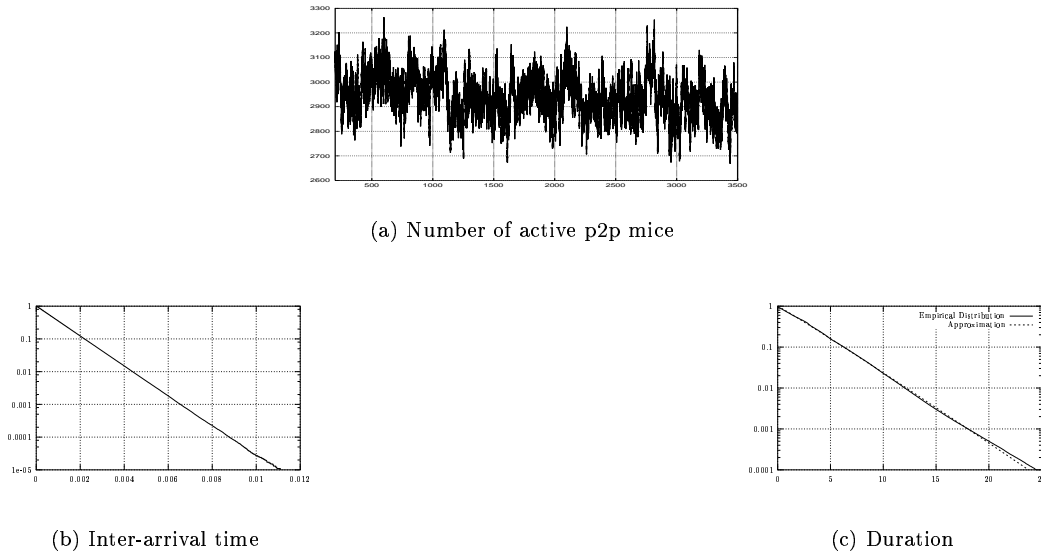 3300
3200
3100
3000
2900
2800
2700
2600
500 1000 1500 2000 2500 3000 3500
(a) Number of active p2p mice
1
0.1
0.01
0.001
0.0001
1e-05
0 0.002 0.004 0.006 0.008 0.01 0.012
(b) Inter-arrival time
Empirical Distribution
Approximation
1
0.1
0.01
0.001
0.0001
0 5 10 15 20 2
(c) Duration